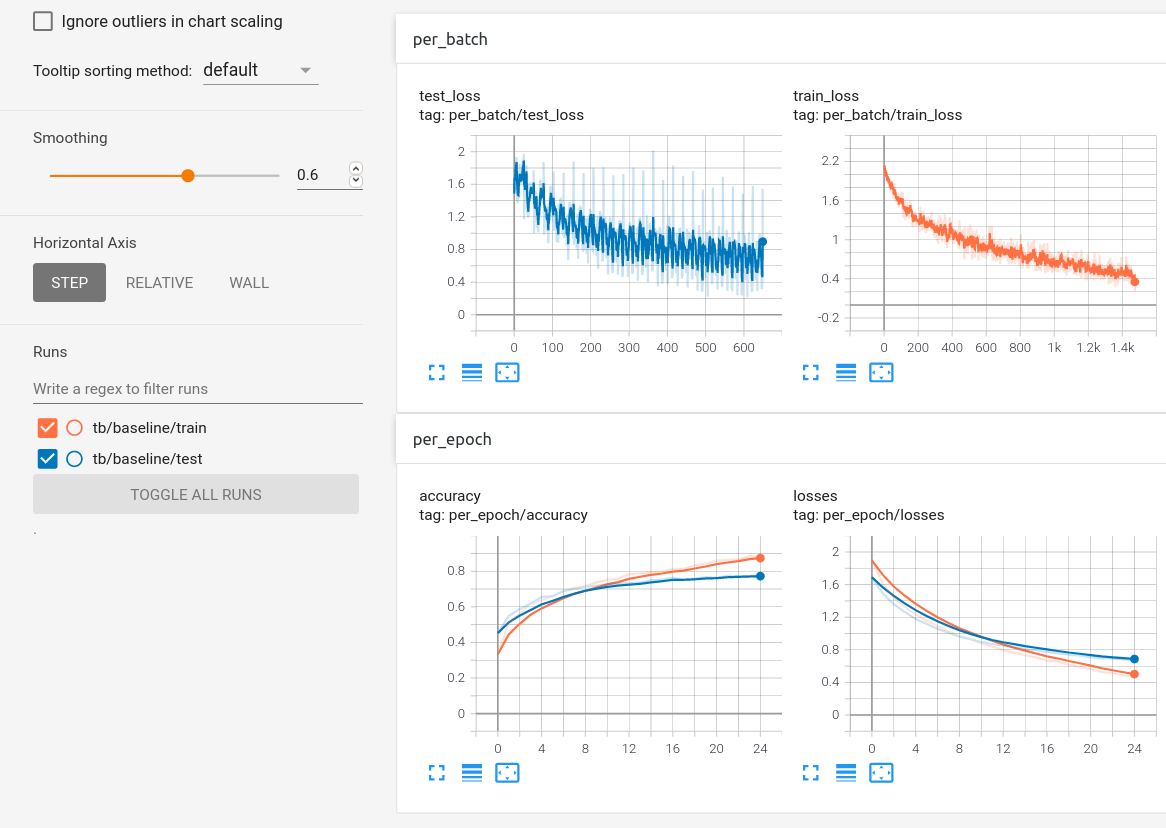 Ignore outliers in chart scaling
Tooltip sorting method: default
Smoothing
0.6
Horizontal Axis
STEP RELATIVE WALL
Runs
Write a regex to filter runs
tb/baseline/train
tb/baseline/test
TOGGLE ALL RUNS
.
per_batch
test_loss
tag: per_batch/test_loss
2
1.6
1.2
0.8
0.4
0
0 100 200 300 400 500 600
train_loss
tag: per_batch/train_loss
2.2
1.6
1
0.4
-0.2
0 200 400 600 800 1k 1.2k 1.4k
per_epoch
accuracy
tag: per_epoch/accuracy
0.8
0.6
0.4
0.2
0
0 4 8 12 16 20 24
losses
tag: per_epoch/losses
2
1.6
1.2
0.8
0.4
0
0 4 8 12 16 20 24